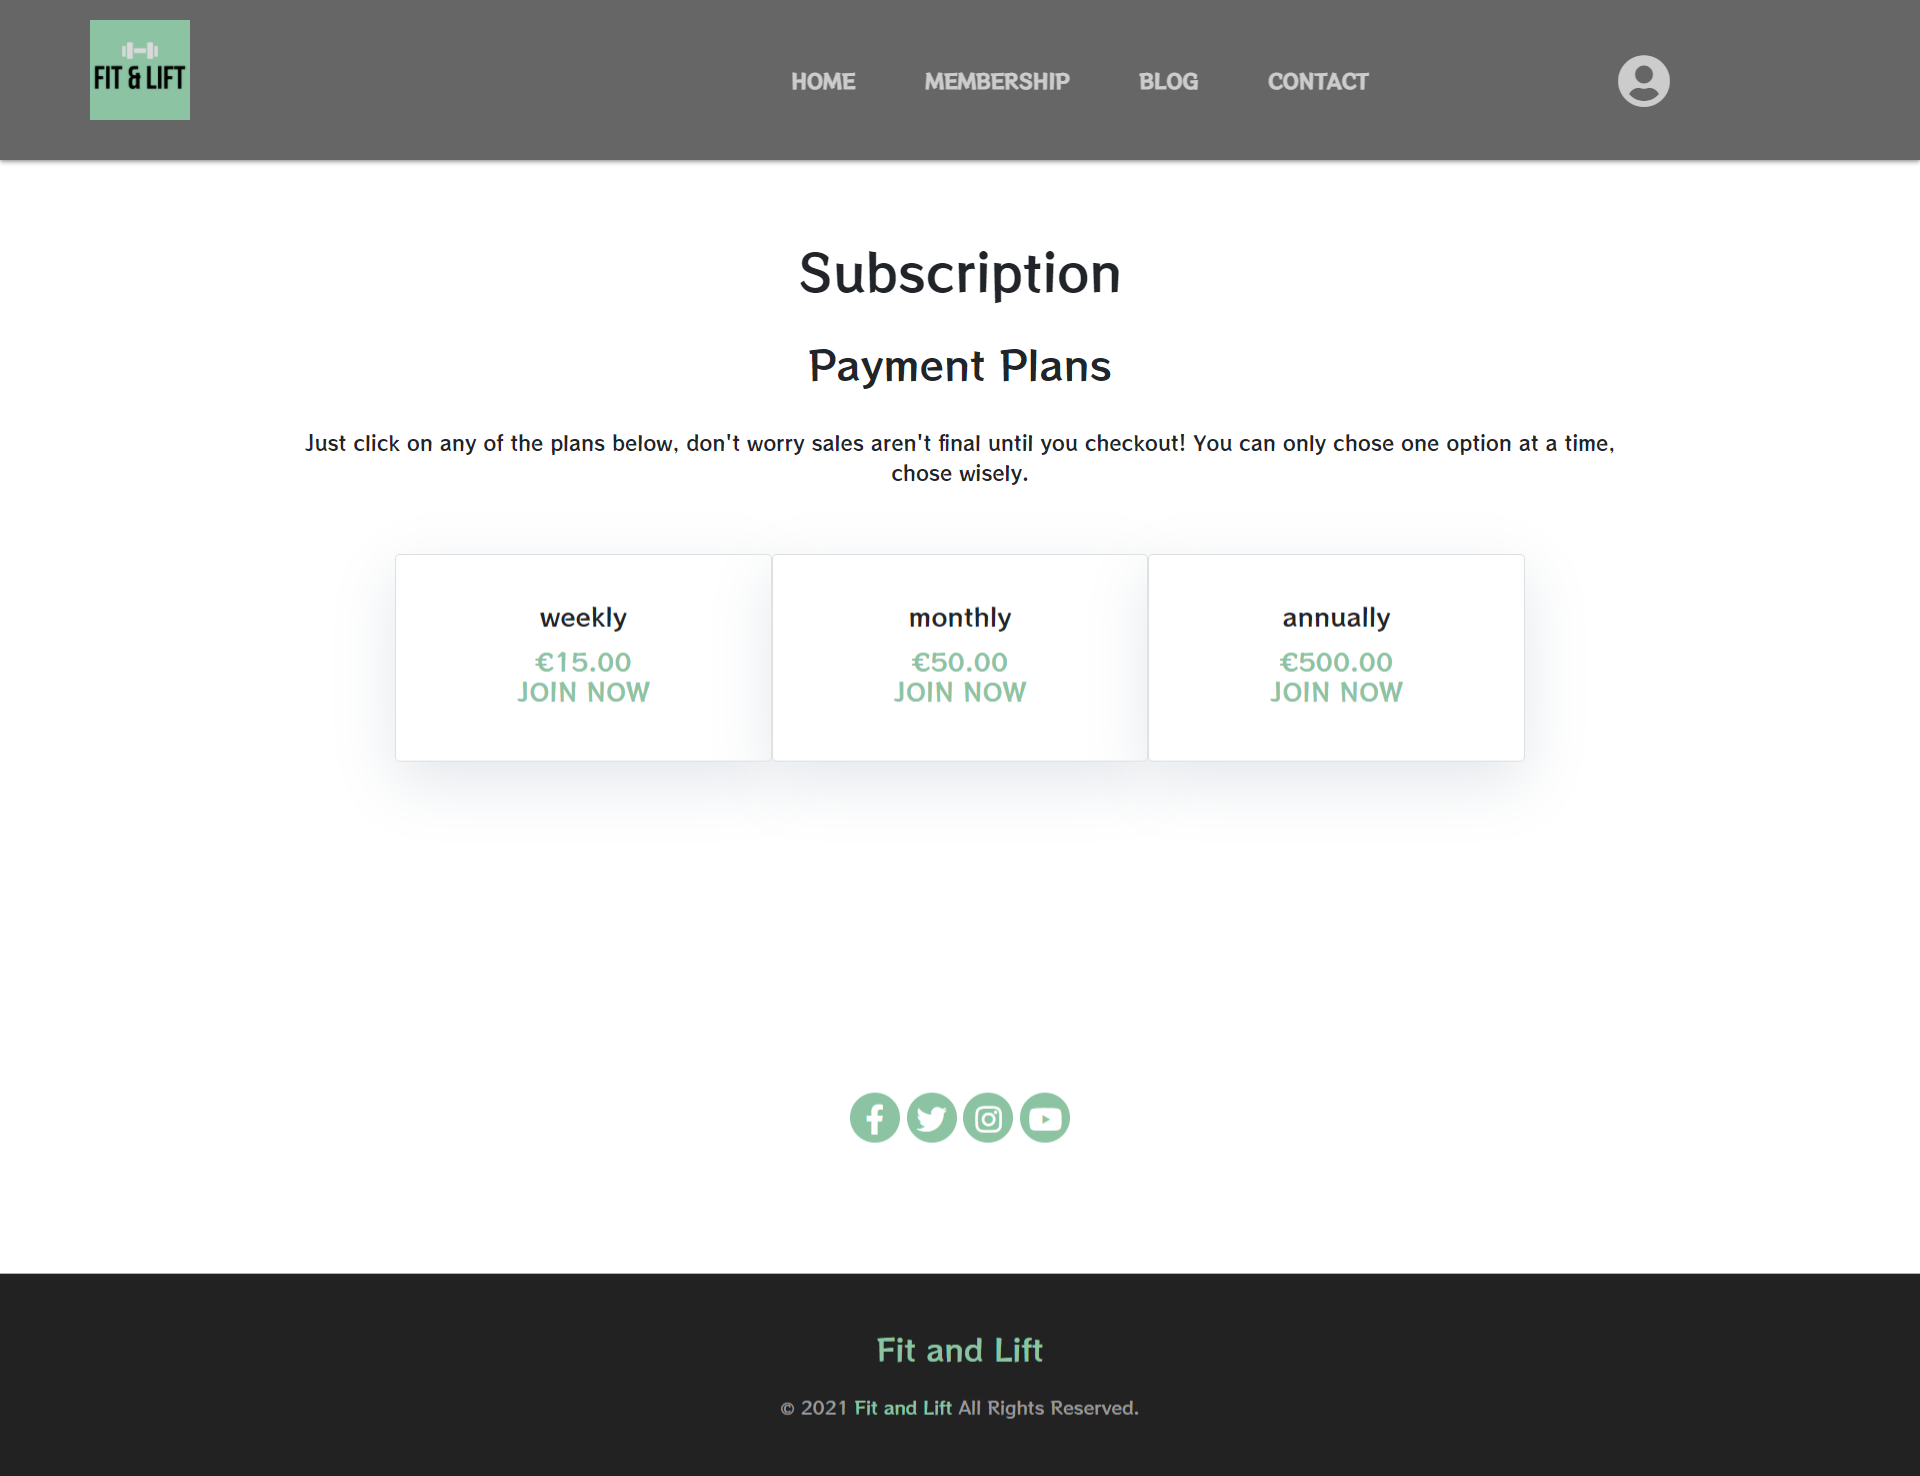 FIT & LIFT
HOME MEMBERSHIP BLOG CONTACT
Subscription
Payment Plans
Just click on any of the plans below, don't worry sales aren't final until you checkout! You can only chose one option at a time,
chose wisely.
weekly
€15.00
JOIN NOW
monthly
€50.00
JOIN NOW
annually
€500.00
JOIN NOW
Fit and Lift
© 2021 Fit and Lift All Rights Reserved.